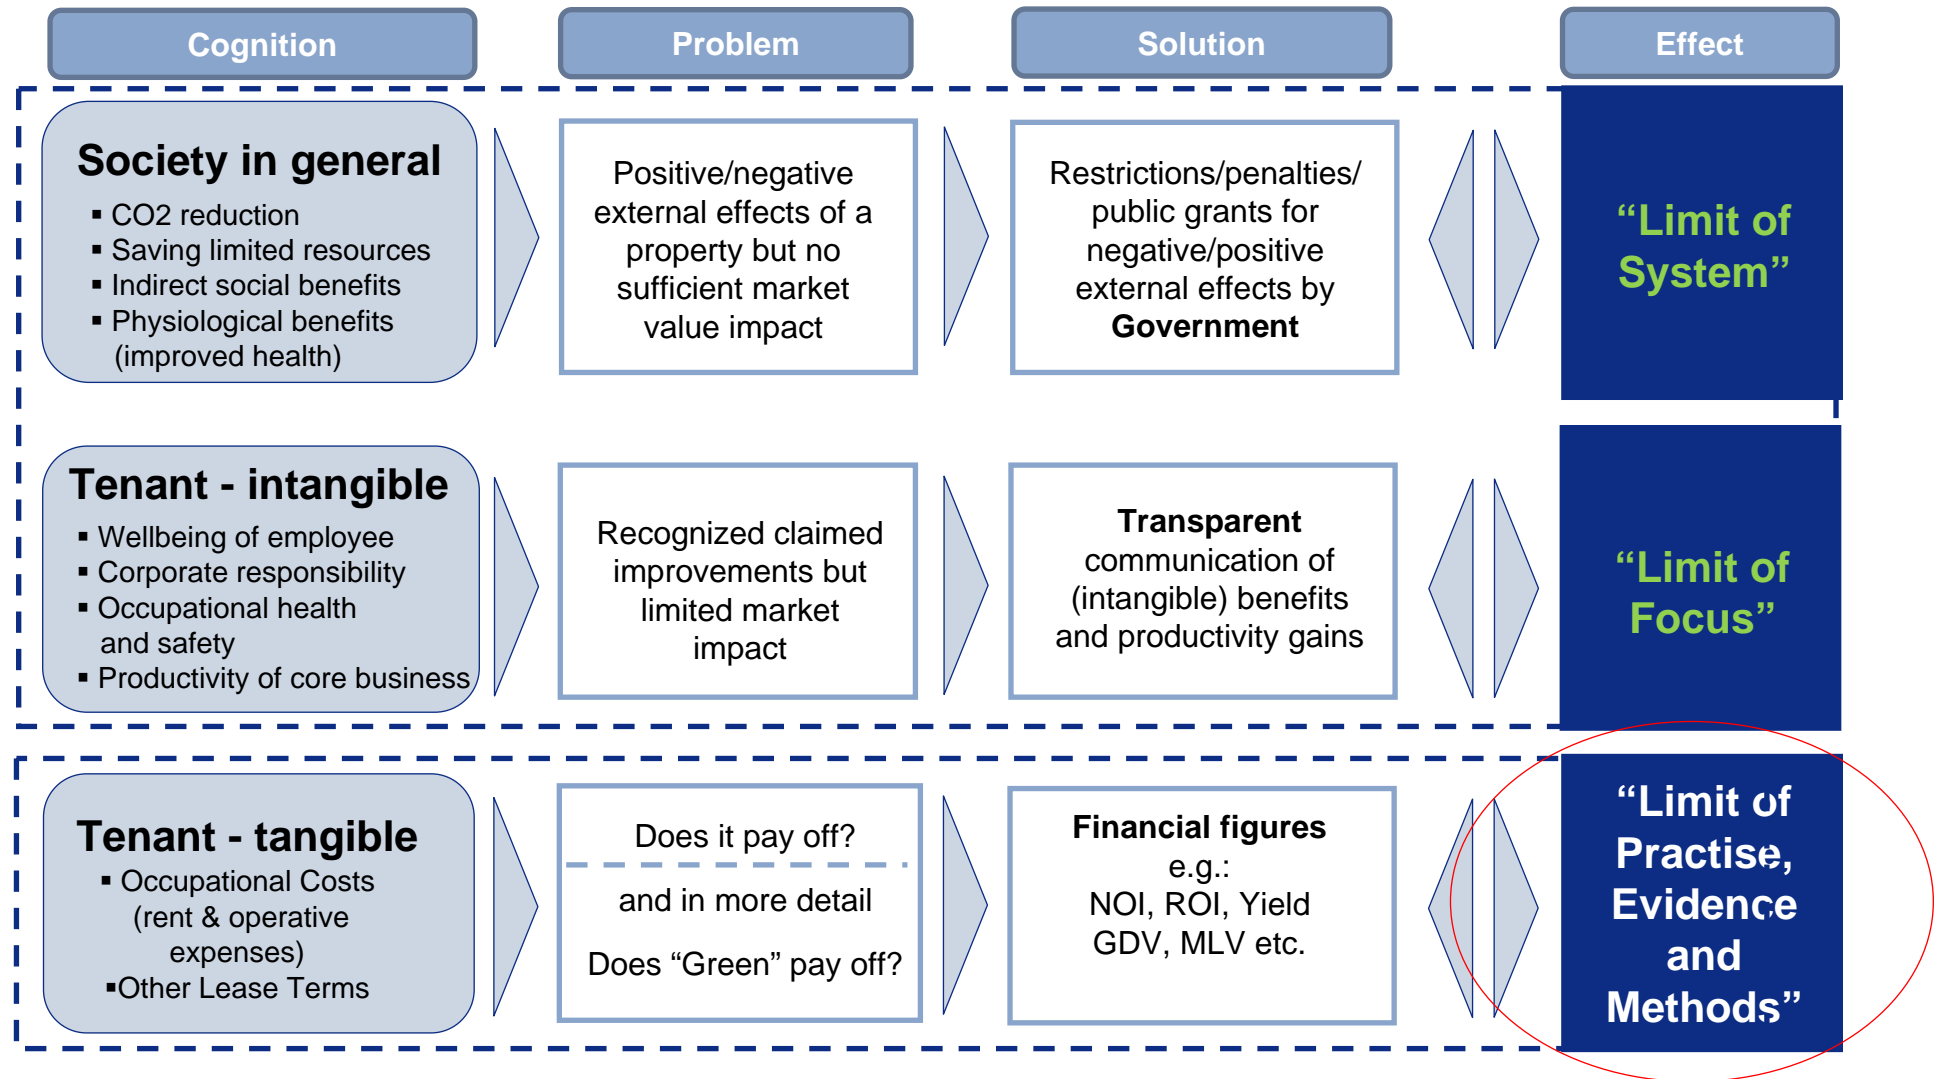 Cognition
Problem
Solution
Effect
Society in general
▪ CO2 reduction
▪ Saving limited resources
▪ Indirect social benefits
▪ Physiological benefits
(improved health)
Positive/negative
external effects of a
property but no
sufficient market
value impact
Restrictions/penalties/
public grants for
negative/positive
external effects by
Government
“Limit of
System”
Tenant - intangible
▪ Wellbeing of employee
▪ Corporate responsibility
▪ Occupational health
and safety
▪ Productivity of core business
Recognized claimed
improvements but
limited market
impact
Transparent
communication of
(intangible) benefits
and productivity gains
“Limit of
Focus”
Tenant - tangible
▪ Occupational Costs
(rent & operative
expenses)
▪Other Lease Terms
Does it pay off?
and in more detail
Does “Green” pay off?
Financial figures
e.g.:
NOI, ROI, Yield
GDV, MLV etc.
“Limit of
Practise,
Evidence
and
Methods”